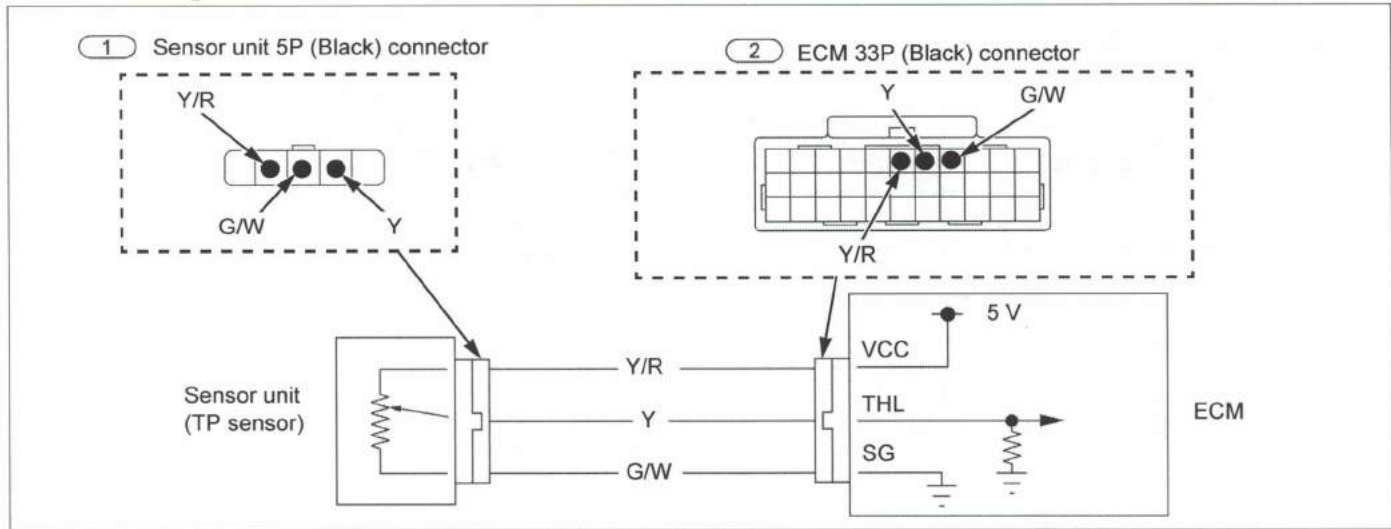 1 Sensor unit 5P (Black) connector
2 ECM 33P (Black) connector
Y/R
G/W
Y
Y
G/W
Y/R
5 V
VCC
Y/R
Sensor unit
(TP sensor)
THL
Y
ECM
SG
G/W